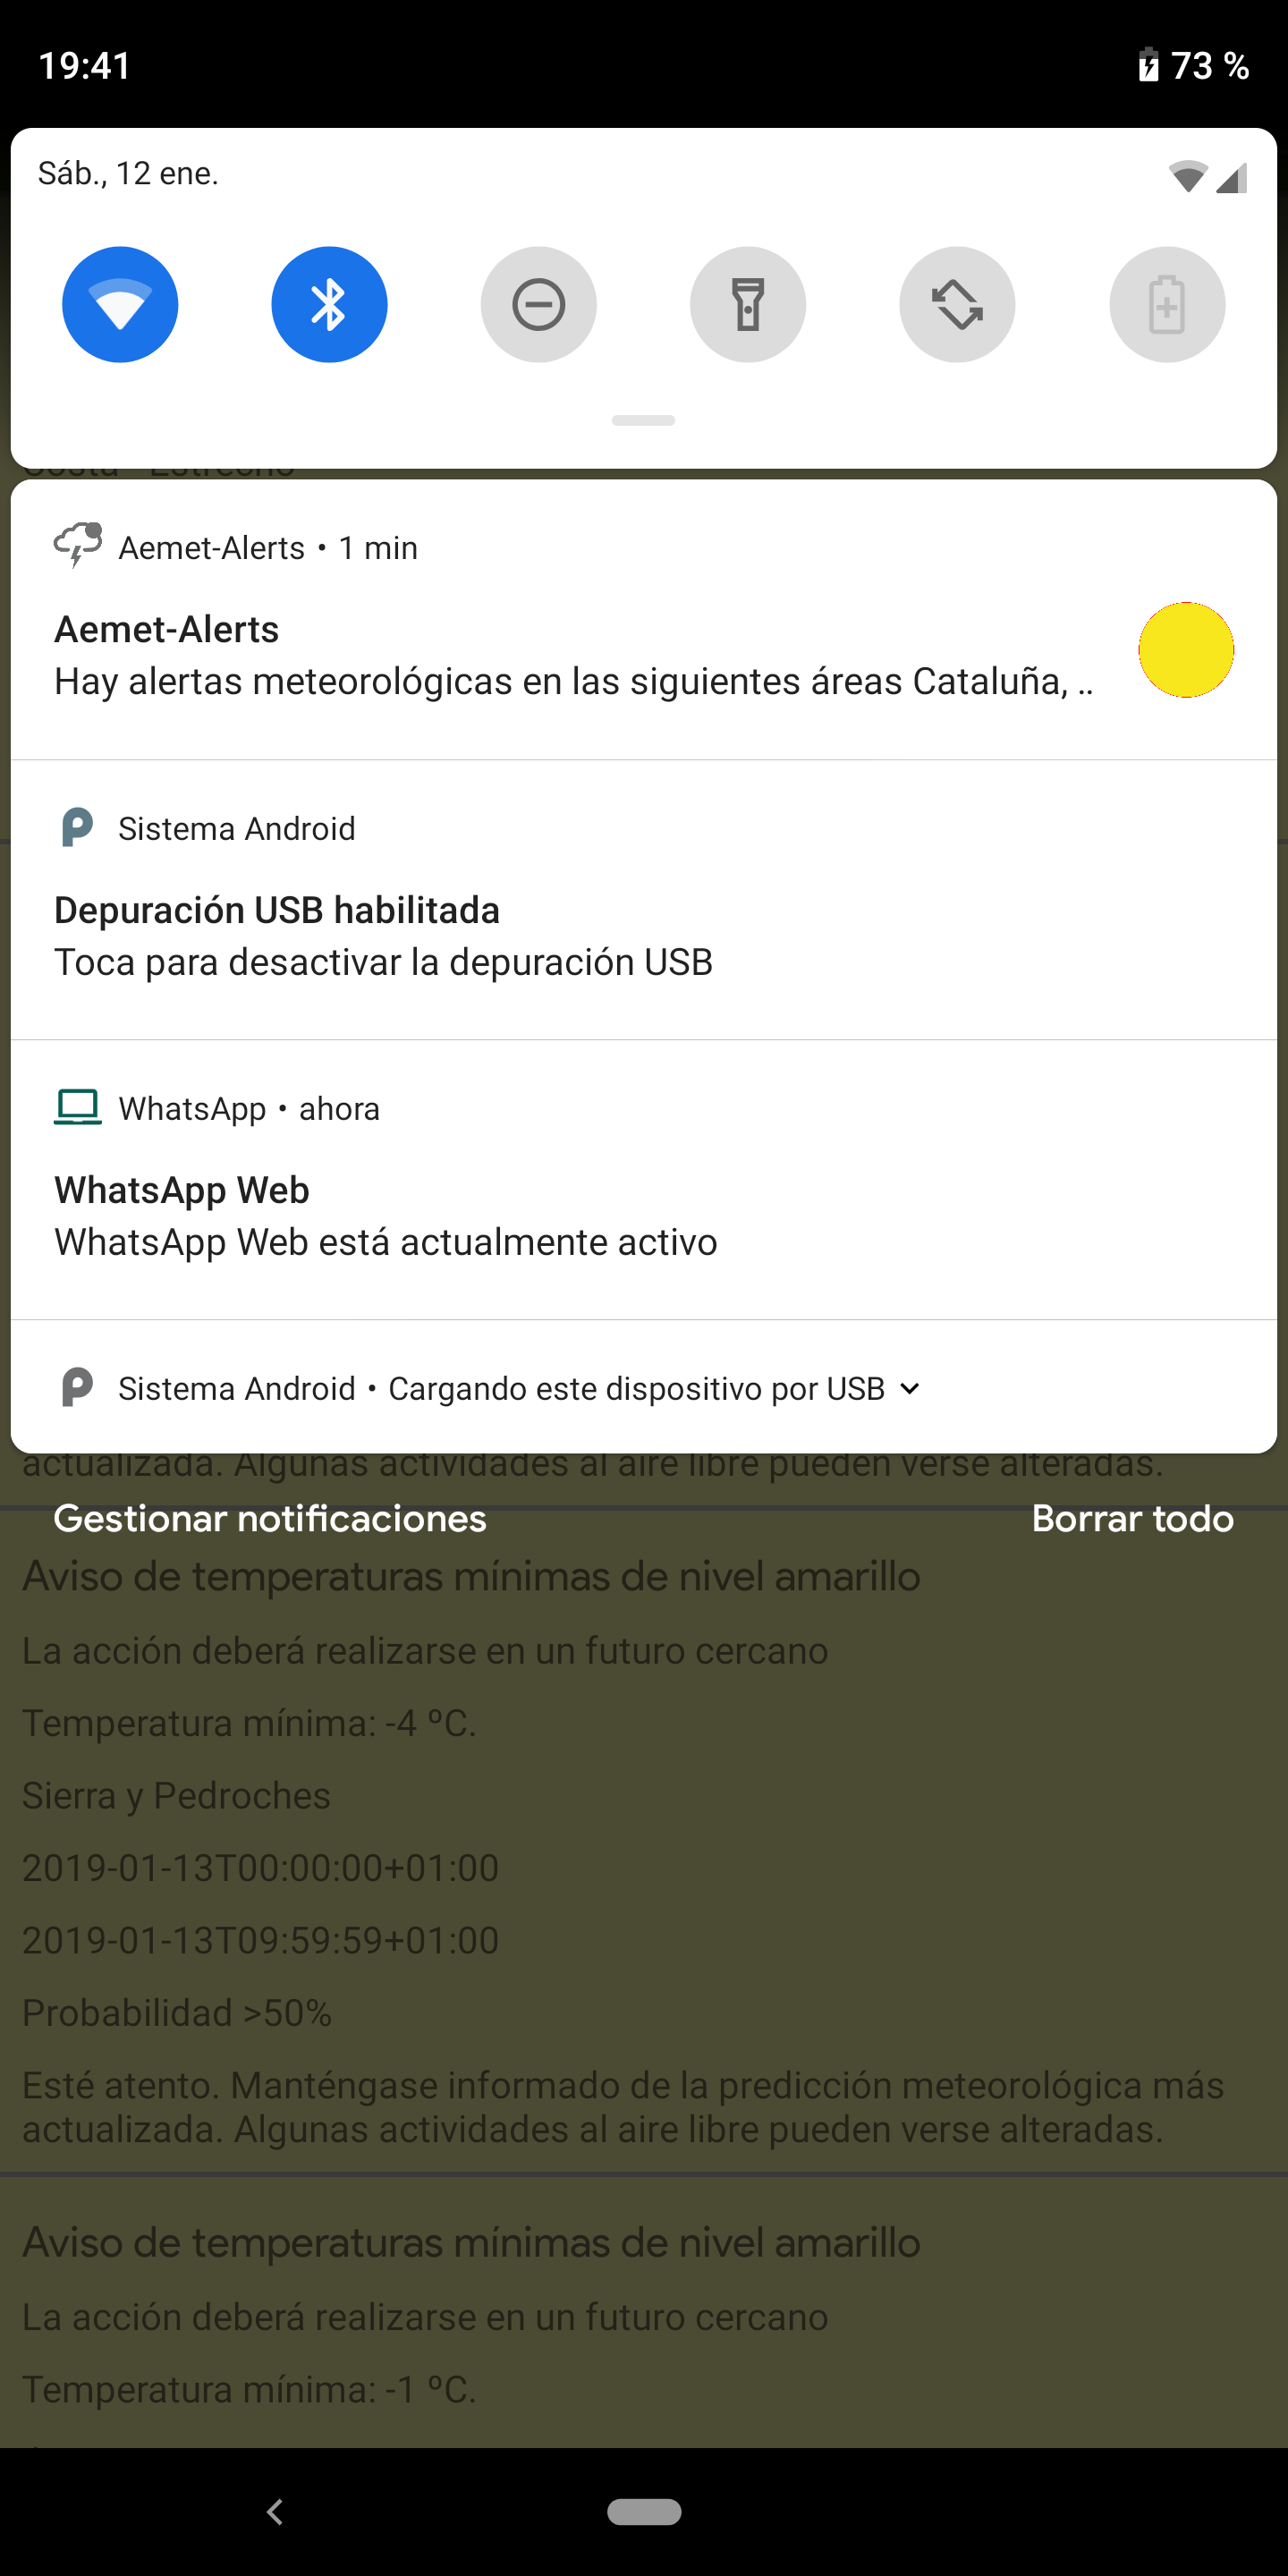 19:41
73 %
Sáb., 12 ene.
Costa - Estrecho
Aemet-Alerts • 1 min
Aemet-Alerts
Hay alertas meteorológicas en las siguientes áreas Cataluña, ..
Sistema Android
Depuración USB habilitada
Toca para desactivar la depuración USB
WhatsApp • ahora
WhatsApp Web
WhatsApp Web está actualmente activo
Sistema Android • Cargando este dispositivo por USB
actualizada. Algunas actividades al aire libre pueden verse alteradas.
Gestionar notificaciones
Borrar todo
Aviso de temperaturas mínimas de nivel amarillo
La acción deberá realizarse en un futuro cercano
Temperatura mínima: -4 ºC.
Sierra y Pedroches
2019-01-13T00:00:00+01:00
2019-01-13T09:59:59+01:00
Probabilidad >50%
Esté atento. Manténgase informado de la predicción meteorológica más
actualizada. Algunas actividades al aire libre pueden verse alteradas.
Aviso de temperaturas mínimas de nivel amarillo
La acción deberá realizarse en un futuro cercano
Temperatura mínima: -1 ºC.